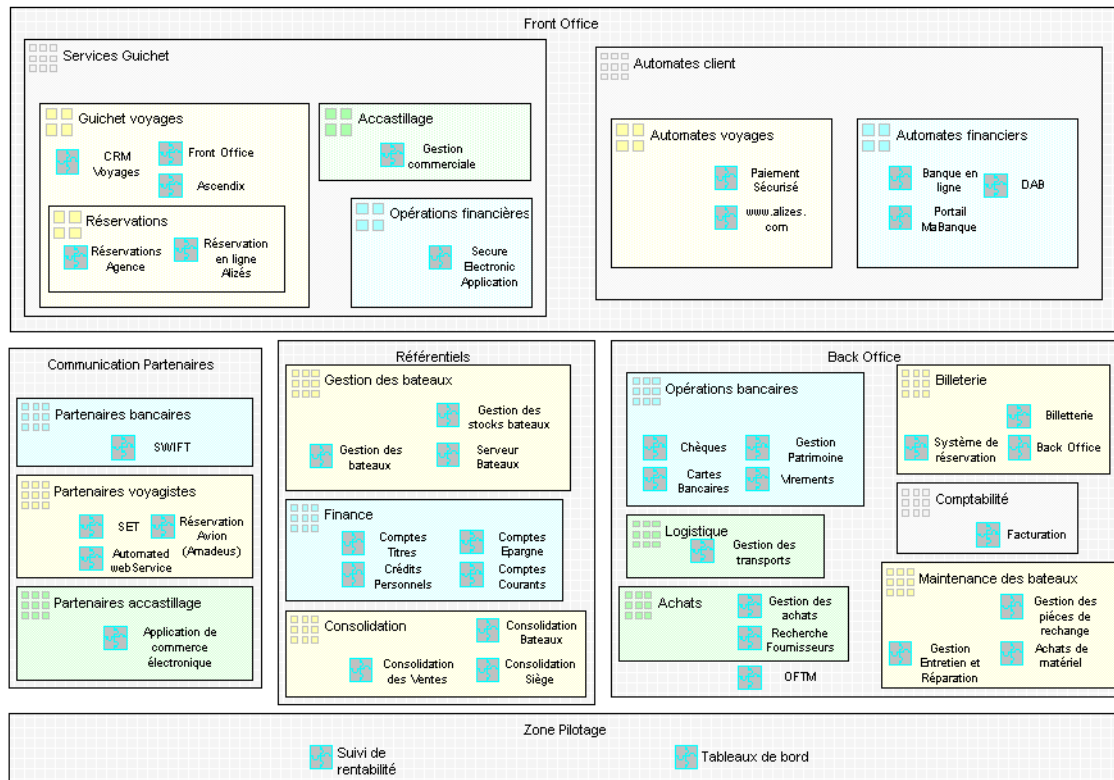 Front Office
Services Guichet
Guichet voyages
CRM
Voyages
Front Office
Ascendix
Réservations
Réservations
Agence
Réservation
en ligne
Alizés
Accastillage
Gestion
commerciale
Opérations financières
Secure
Electronic
Application
Automates client
Automates voyages
Paiement
Sécurisé
www.alizes.
com
Automates financiers
Banque en
ligne
DAB
Portail
MaBanque
Communication Partenaires
Partenaires bancaires
SWIFT
Partenaires voyagistes
SET
Réservation
Avion
(Amadeus)
Automated
webService
Partenaires accastillage
Application de
commerce
électronique
Référentiels
Gestion des bateaux
Gestion des
stocks bateaux
Gestion des
bateaux
Serveur
Bateaux
Finance
Comptes
Titres
Comptes
Epargne
Crédits
Personnels
Comptes
Courants
Consolidation
Consolidation
Bateaux
Consolidation
des Ventes
Consolidation
Siège
Back Office
Opérations bancaires
Chèques
Gestion
Patrimoine
Cartes
Bancaires
Virements
Logistique
Gestion des
transports
Achats
Gestion des
achats
Recherche
Fournisseurs
OFTM
Billeterie
Billetterie
Système de
réservation
Back Office
Comptabilité
Facturation
Maintenance des bateaux
Gestion des
piéces de
rechange
Gestion
Entretien et
Réparation
Achats de
matériel
Zone Pilotage
Suivi de
rentabilité
Tableaux de bord